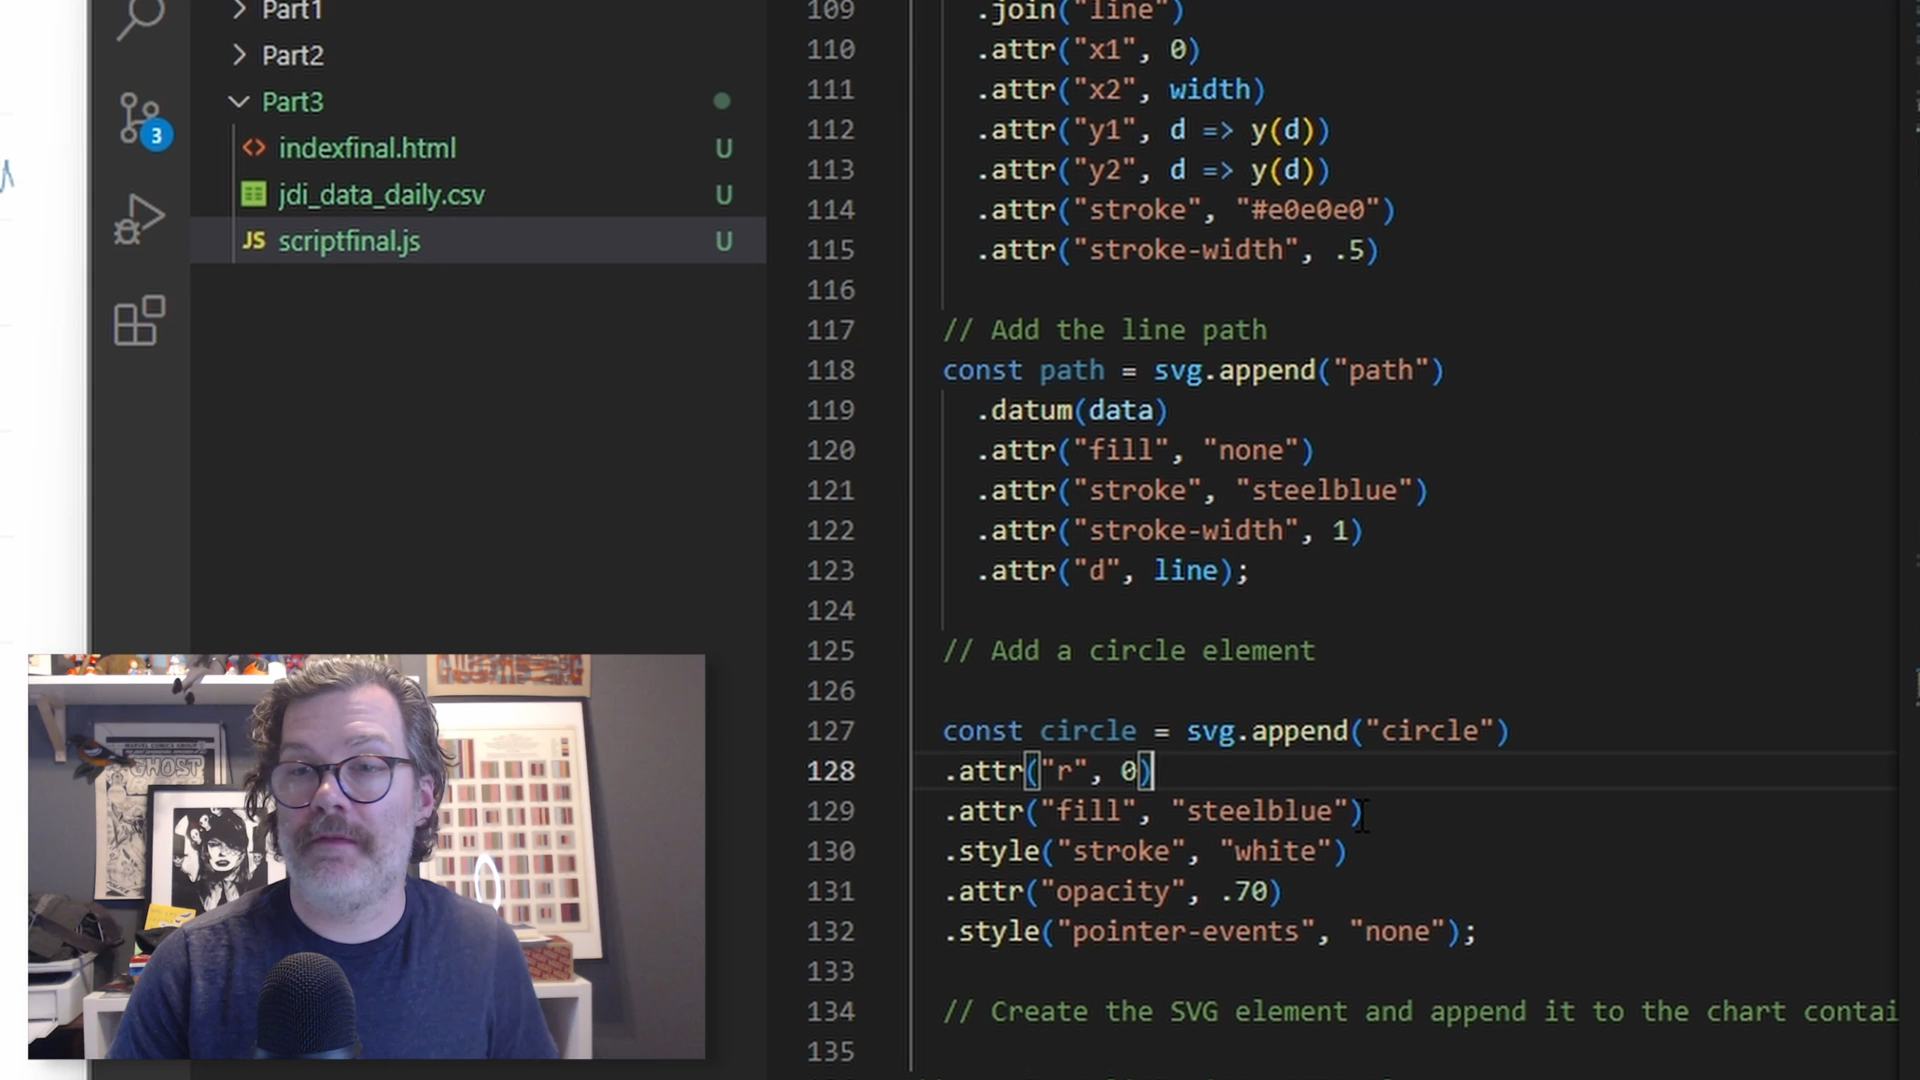 Part1
Part2
Part3
indexfinal.html U
jdi_data_daily.csv U
JS scriptfinal.js U
3
109 .join("line")
110 .attr("x1", 0)
111 .attr("x2", width)
112 .attr("y1", d => y(d))
113 .attr("y2", d => y(d))
114 .attr("stroke", "#e0e0e0")
115 .attr("stroke-width", .5)
116
117 // Add the line path
118 const path = svg.append("path")
119 .datum(data)
120 .attr("fill", "none")
121 .attr("stroke", "steelblue")
122 .attr("stroke-width", 1)
123 .attr("d", line);
124
125 // Add a circle element
126
127 const circle = svg.append("circle")
128 .attr("r", 0)
129 .attr("fill", "steelblue")
130 .style("stroke", "white")
131 .attr("opacity", .70)
132 .style("pointer-events", "none");
133
134 // Create the SVG element and append it to the chart contai
135
MARVEL COMICS GROUP
GHOST